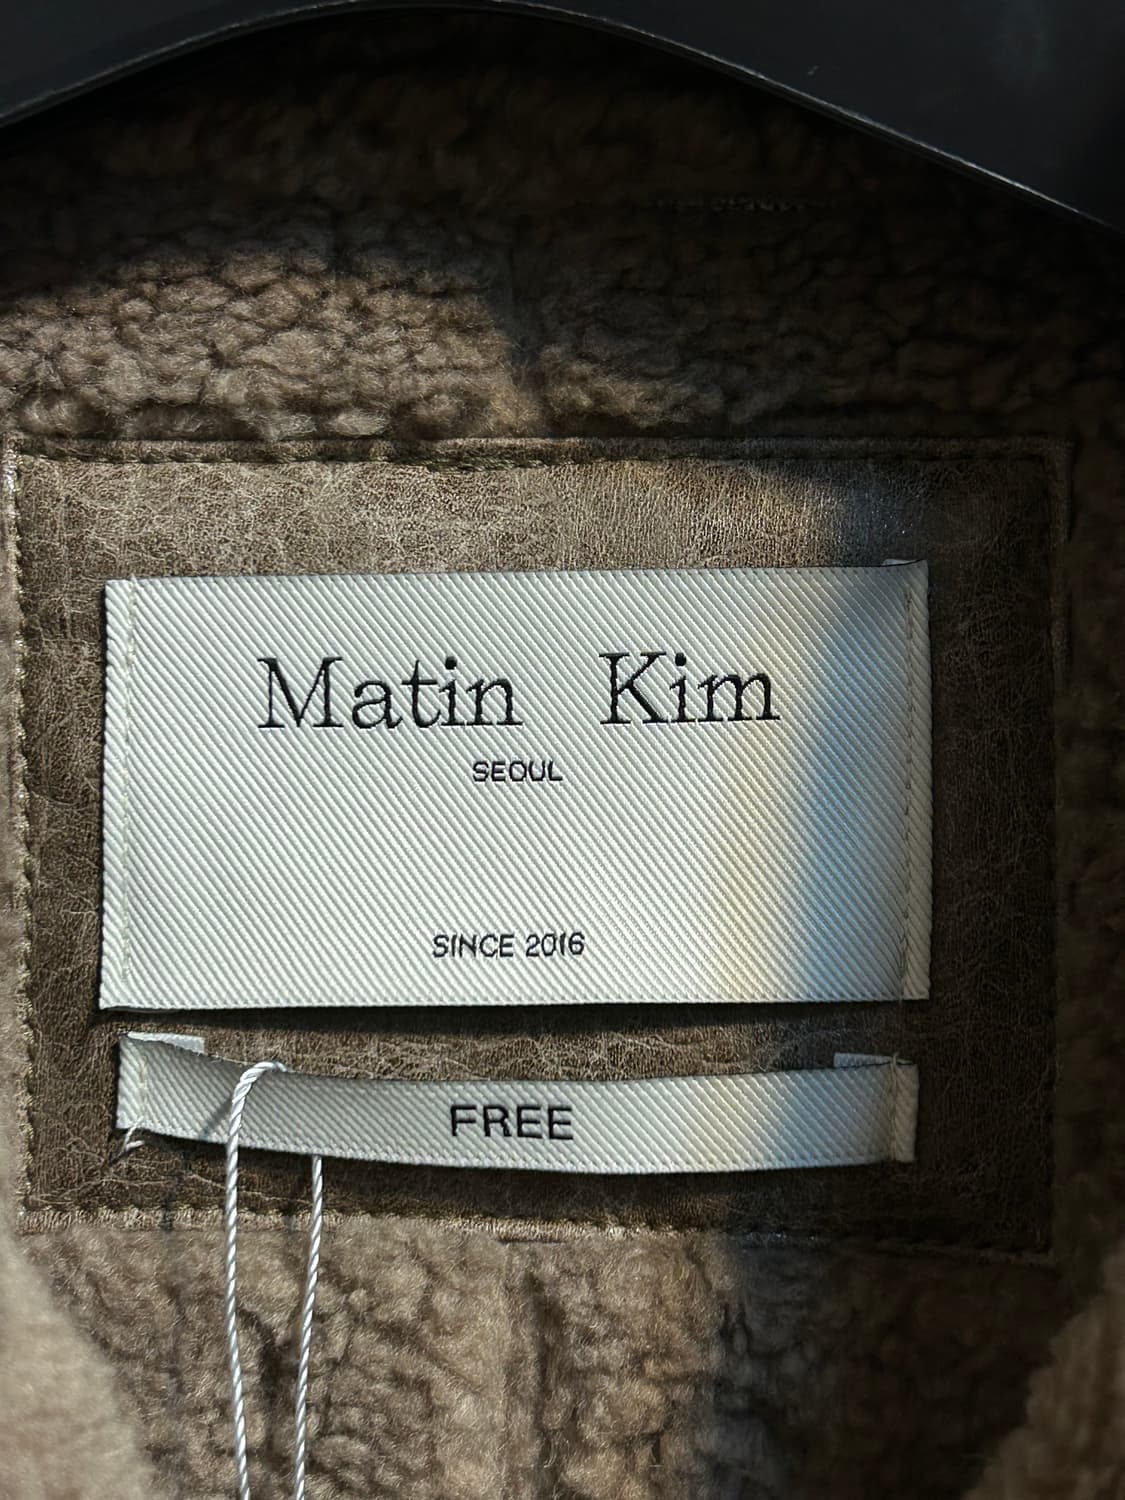 Matin Kim
SEOUL
SINCE 2016
FREE